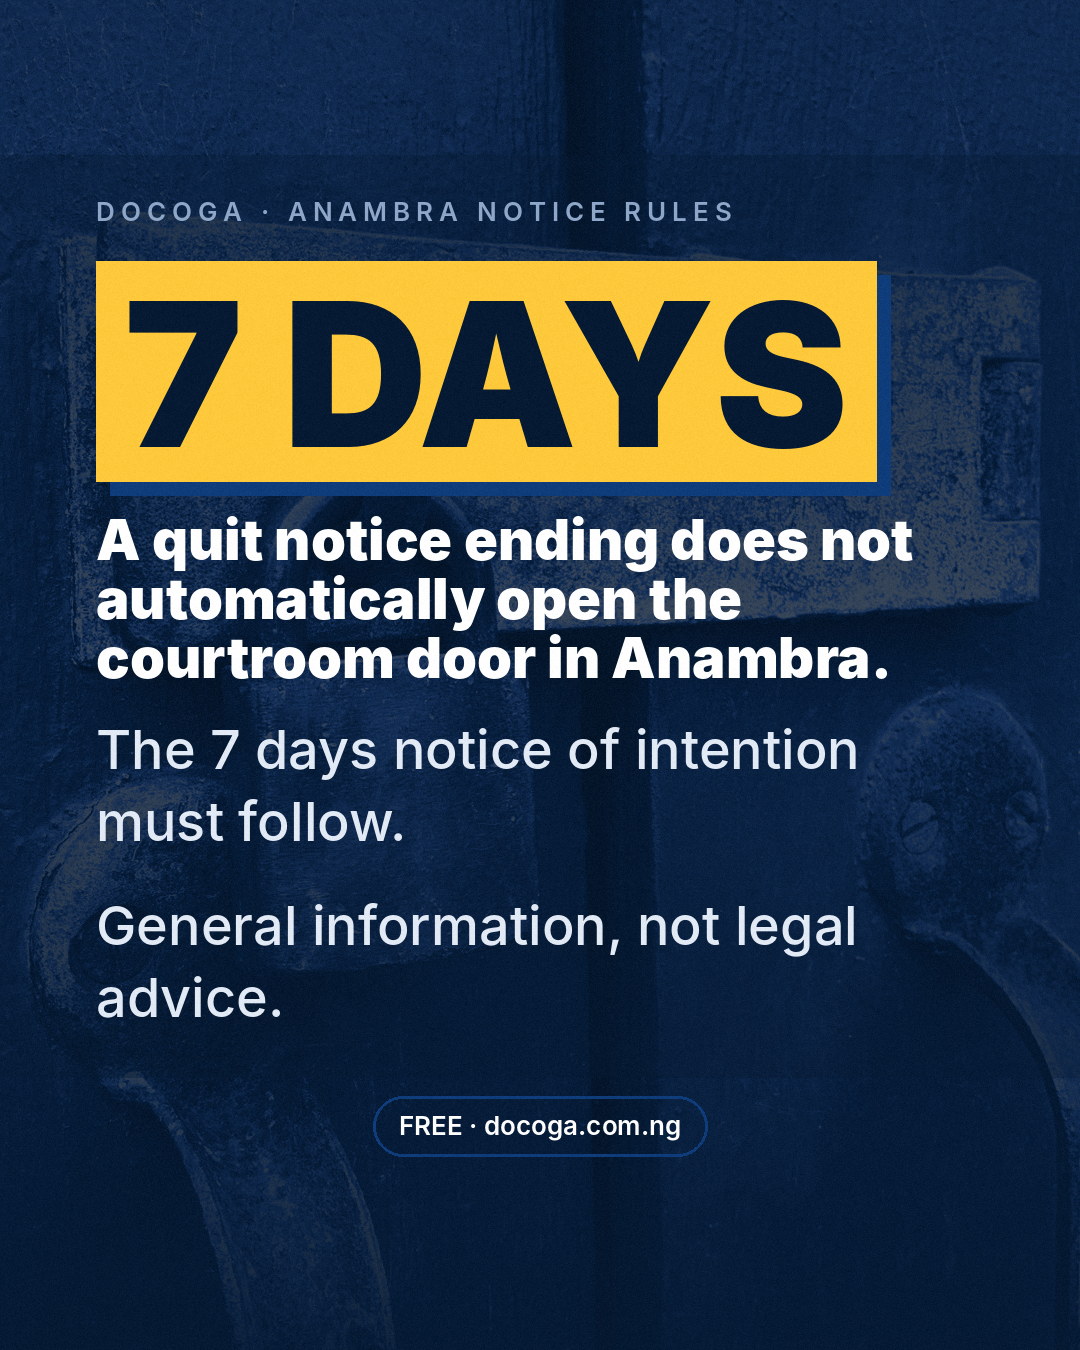 DOCOGA · ANAMBRA NOTICE RULES
7 DAYS
A quit notice ending does not
automatically open the
courtroom door in Anambra.
The 7 days notice of intention
must follow.
General information, not legal
advice.
FREE · docoga.com.ng